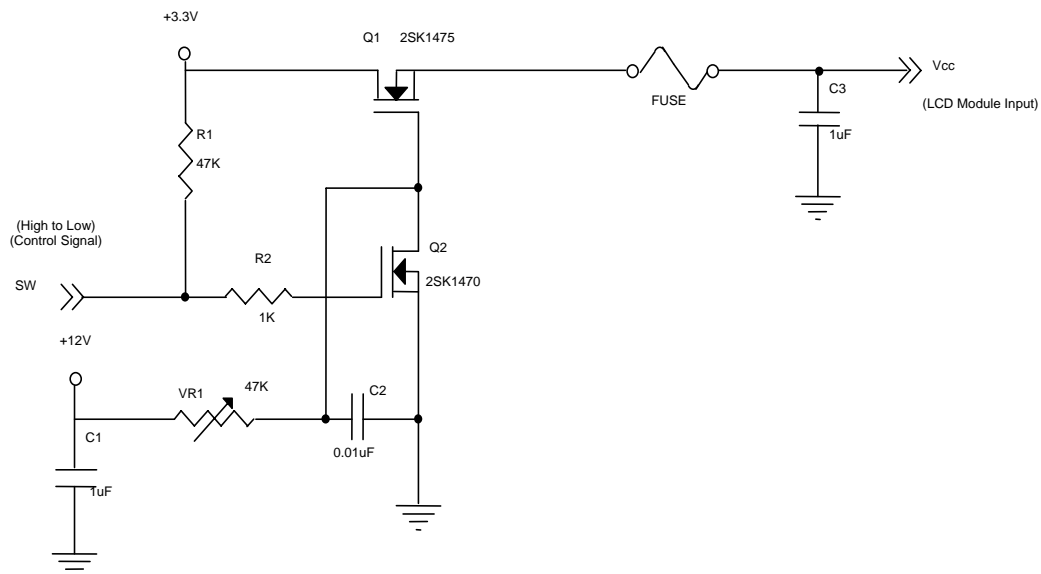 +3.3V
Q1 2SK1475
Vcc
C3
FUSE
(LCD Module Input)
R1
1uF
47K
(High to Low)
(Control Signal)
Q2
R2
SW
2SK1470
1K
+12V
VR1
47K
C2
C1
0.01uF
1uF